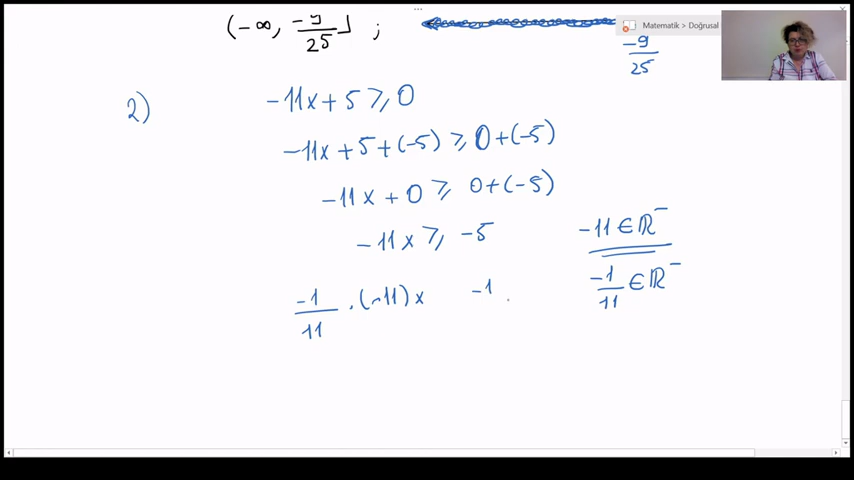 (-∞, -9/25] ;
Matematik > Doğrusal
-9/25
2) -11x + 5 ≥ 0
-11x + 5 + (-5) ≥ 0 + (-5)
-11x + 0 ≥ 0 + (-5)
-11x ≥ -5
-11 ∈ ℝ⁻
-1/11 ∈ ℝ⁻
-1/11 . (-11)x -1